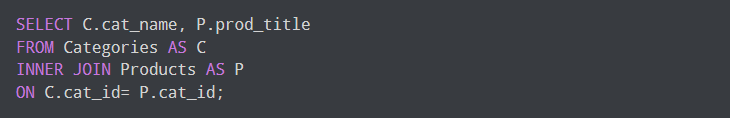 SELECT C.cat_name, P.prod_title
FROM Categories AS C
INNER JOIN Products AS P
ON C.cat_id= P.cat_id;